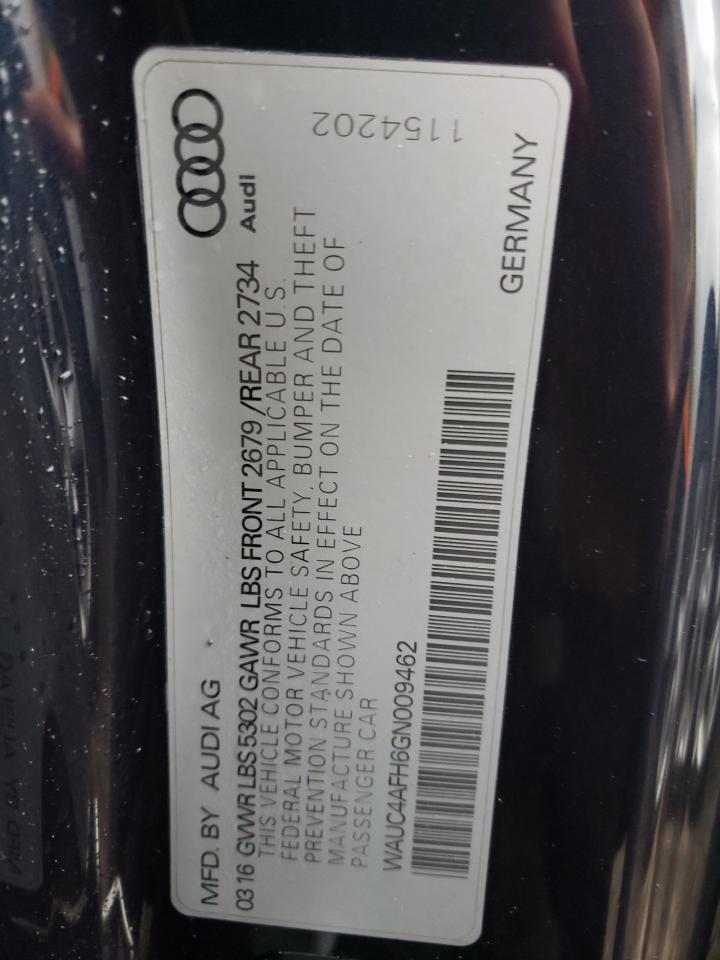 MFD. BY AUDI AG
03 16 GVWR LBS 5302 GAWR LBS FRONT 2679 /REAR 2734
Audi
THIS VEHICLE CONFORMS TO ALL APPLICABLE U.S.
FEDERAL MOTOR VEHICLE SAFETY, BUMPER AND THEFT
PREVENTION STANDARDS IN EFFECT ON THE DATE OF
MANUFACTURE SHOWN ABOVE
PASSENGER CAR
WAUC4AFH6GN009462
GERMANY
1154202